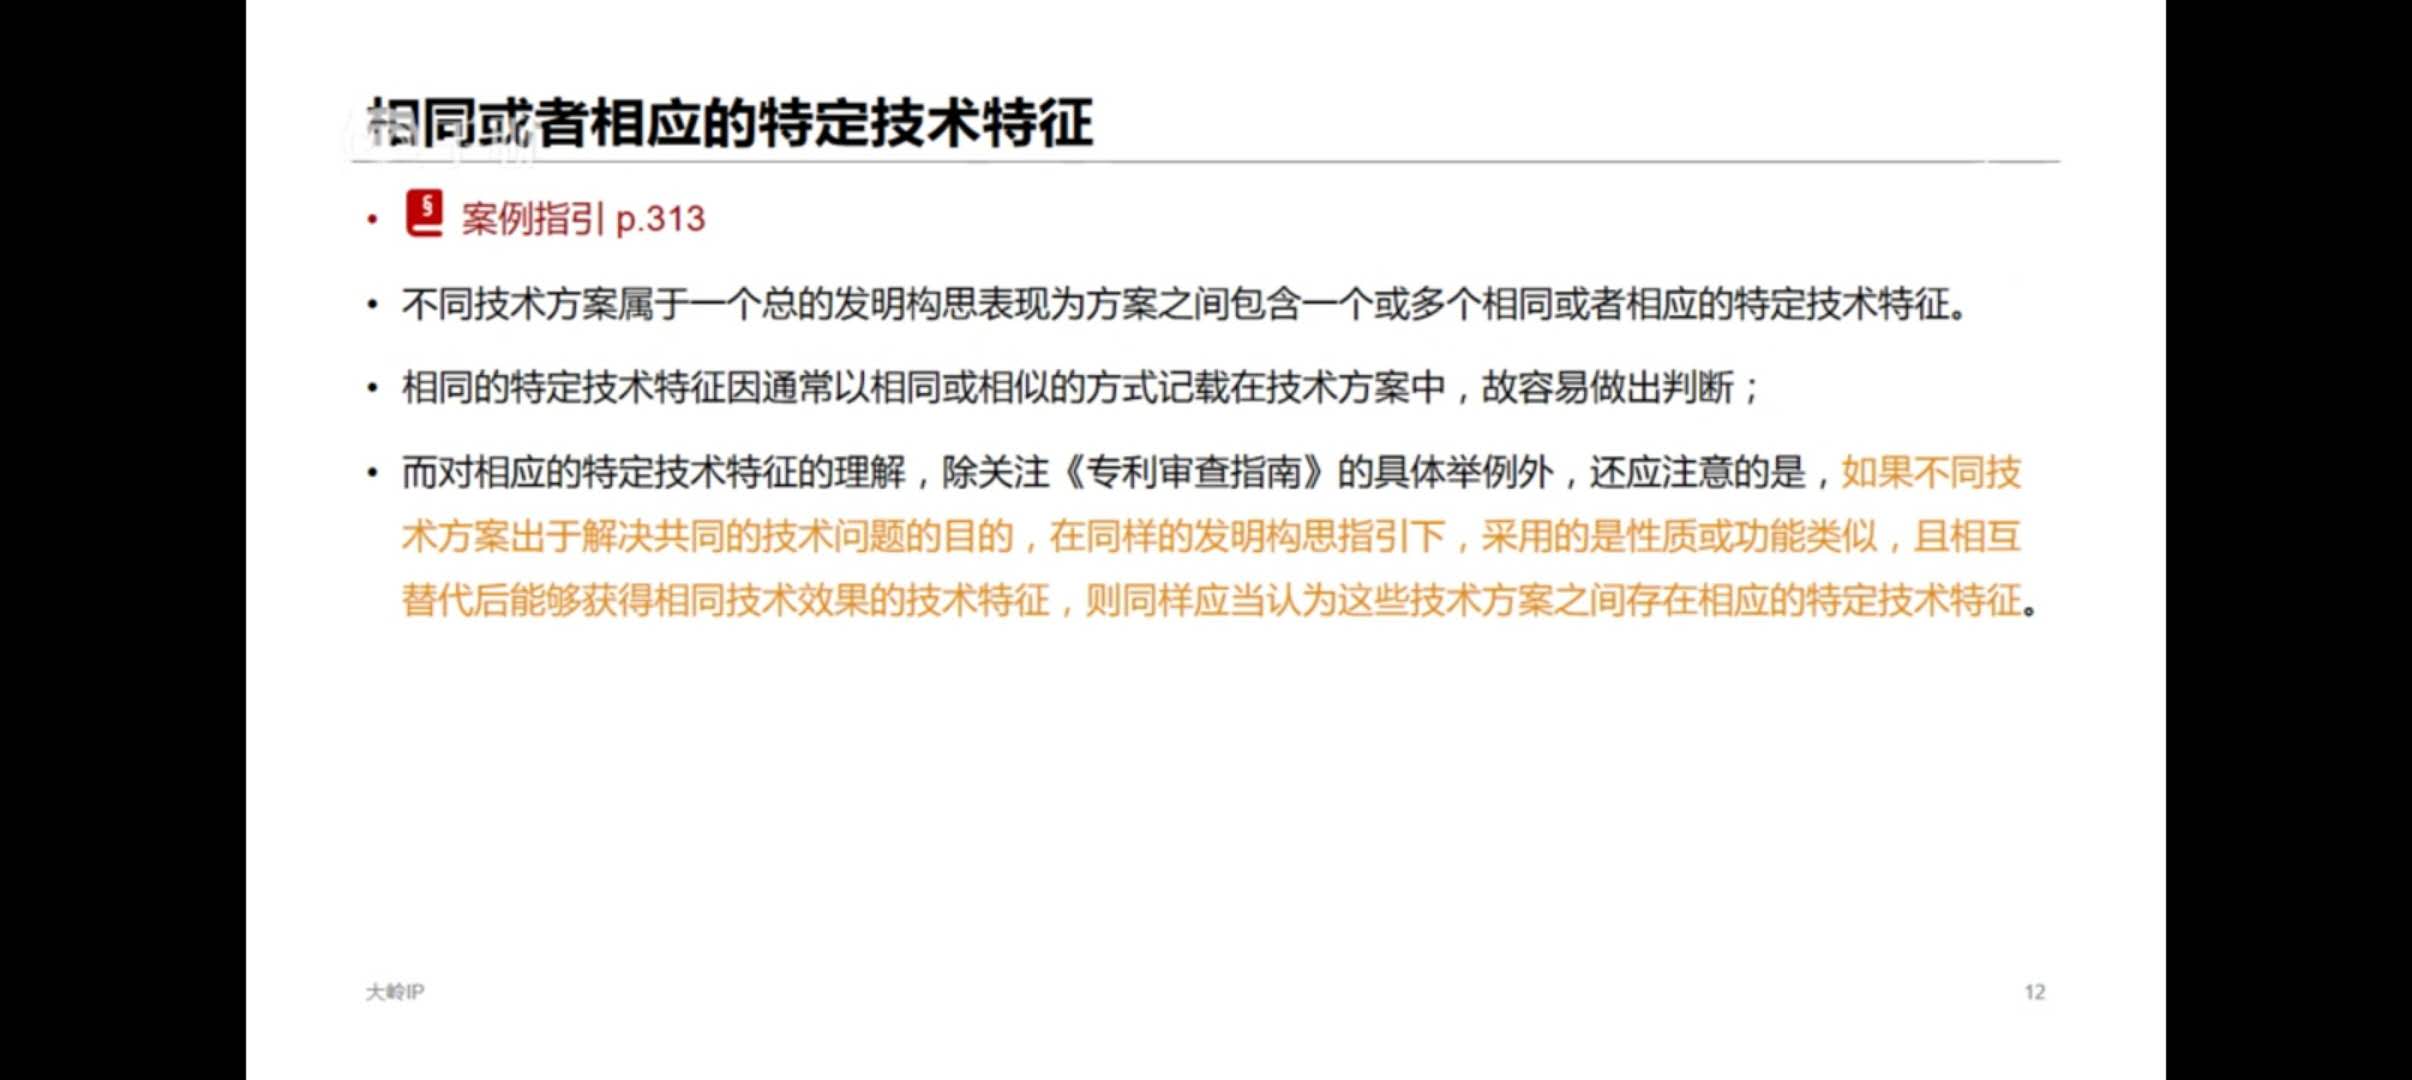 相同或者相应的特定技术特征
• § 案例指引 p.313
• 不同技术方案属于一个总的发明构思表现为方案之间包含一个或多个相同或者相应的特定技术特征。
• 相同的特定技术特征因通常以相同或相似的方式记载在技术方案中，故容易做出判断；
• 而对相应的特定技术特征的理解，除关注《专利审查指南》的具体举例外，还应注意的是，如果不同技
术方案出于解决共同的技术问题的目的，在同样的发明构思指引下，采用的是性质或功能类似，且相互
替代后能够获得相同技术效果的技术特征，则同样应当认为这些技术方案之间存在相应的特定技术特征。
大岭IP
12